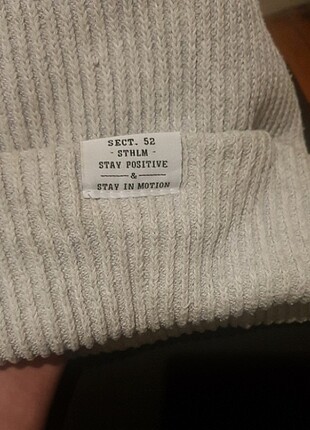 SECT. 52
- STHLM -
STAY POSITIVE
&
STAY IN MOTION